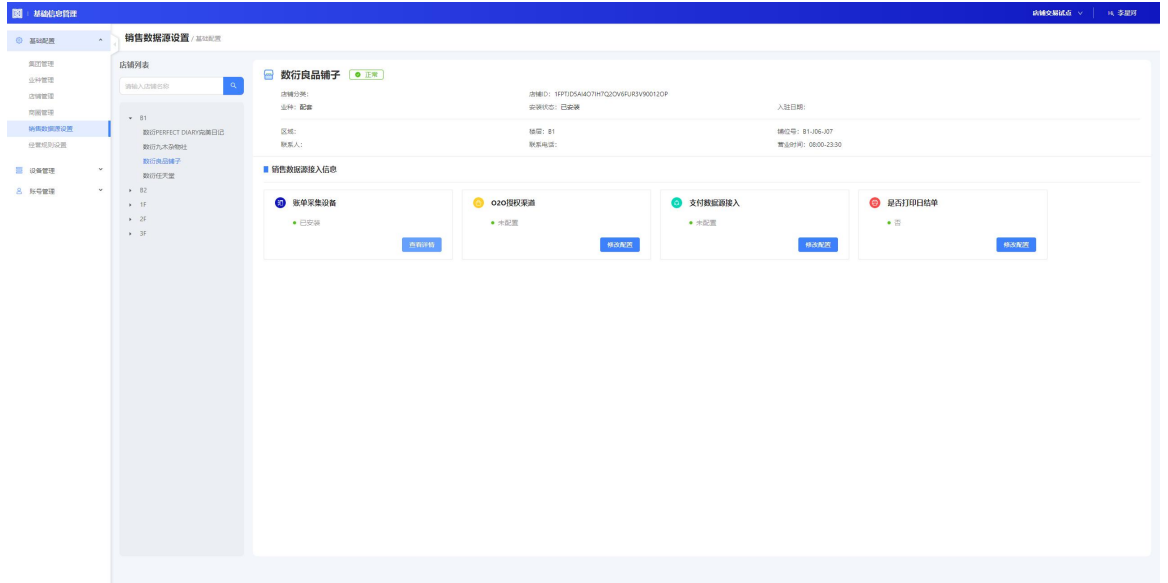 基础信息管理
店铺交易试点
Hi, 李星河
基础配置
集团管理
业种管理
店铺管理
商圈管理
销售数据源设置
经营规则设置
设备管理
账号管理
销售数据源设置 / 基础配置
店铺列表
请输入店铺名称
B1
数衍PERFECT DIARY完美日记
数衍九木杂物社
数衍良品铺子
数衍任天堂
B2
1F
2F
3F
数衍良品铺子 正常
店铺分类:
店铺ID: 1FPTJD5AI4O7IH7Q2OV6FUR3V90012OP
业种: 配套
安装状态: 已安装
入驻日期:
区域:
楼层: B1
铺位号: B1-J06-J07
联系人:
联系电话:
营业时间: 08:00-23:30
销售数据源接入信息
账单采集设备
已安装
查看详情
O2O授权渠道
未配置
修改配置
支付数据源接入
未配置
修改配置
是否打印日结单
否
修改配置